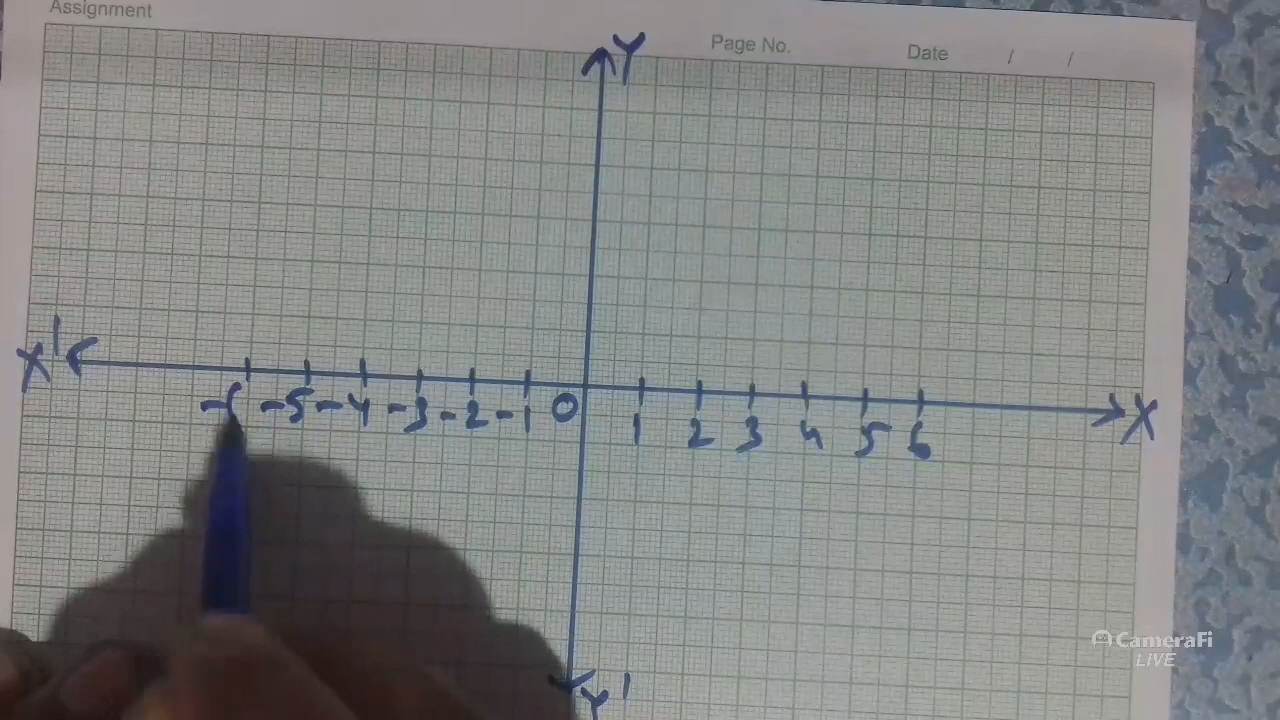 Assignment
Page No.
Date / /
Y
X'
X
-5 -4 -3 -2 -1 0 1 2 3 4 5 6
Y'
CameraFi
LIVE